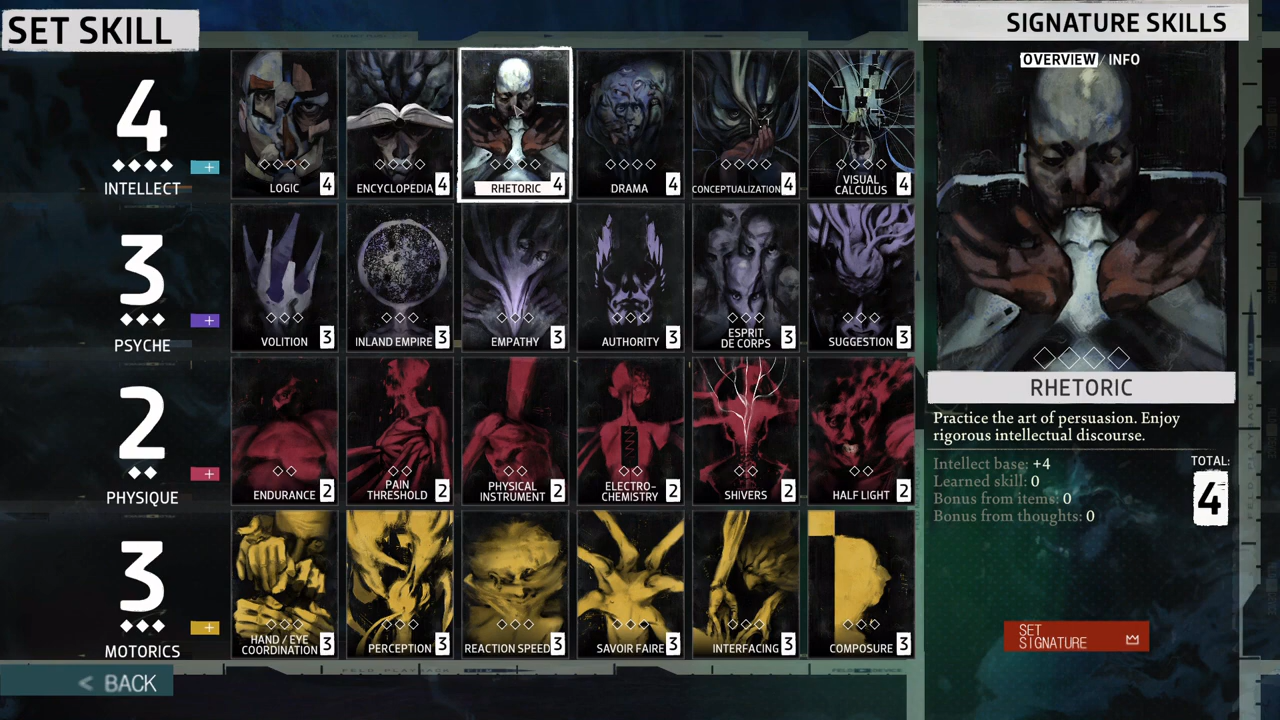 SET SKILL
SIGNATURE SKILLS
OVERVIEW / INFO
4
INTELLECT
+
LOGIC 4
ENCYCLOPEDIA 4
RHETORIC 4
DRAMA 4
CONCEPTUALIZATION 4
VISUAL
CALCULUS 4
3
PSYCHE
+
VOLITION 3
INLAND EMPIRE 3
EMPATHY 3
AUTHORITY 3
ESPRIT
DE CORPS 3
SUGGESTION 3
2
PHYSIQUE
+
ENDURANCE 2
PAIN
THRESHOLD 2
PHYSICAL
INSTRUMENT 2
ELECTRO-
CHEMISTRY 2
SHIVERS 2
HALF LIGHT 2
3
MOTORICS
+
HAND / EYE
COORDINATION 3
PERCEPTION 3
REACTION SPEED 3
SAVOIR FAIRE 3
INTERFACING 3
COMPOSURE 3
RHETORIC
Practice the art of persuasion. Enjoy
rigorous intellectual discourse.
Intellect base: +4
Learned skill: 0
Bonus from items: 0
Bonus from thoughts: 0
TOTAL:
4
SET
SIGNATURE
< BACK